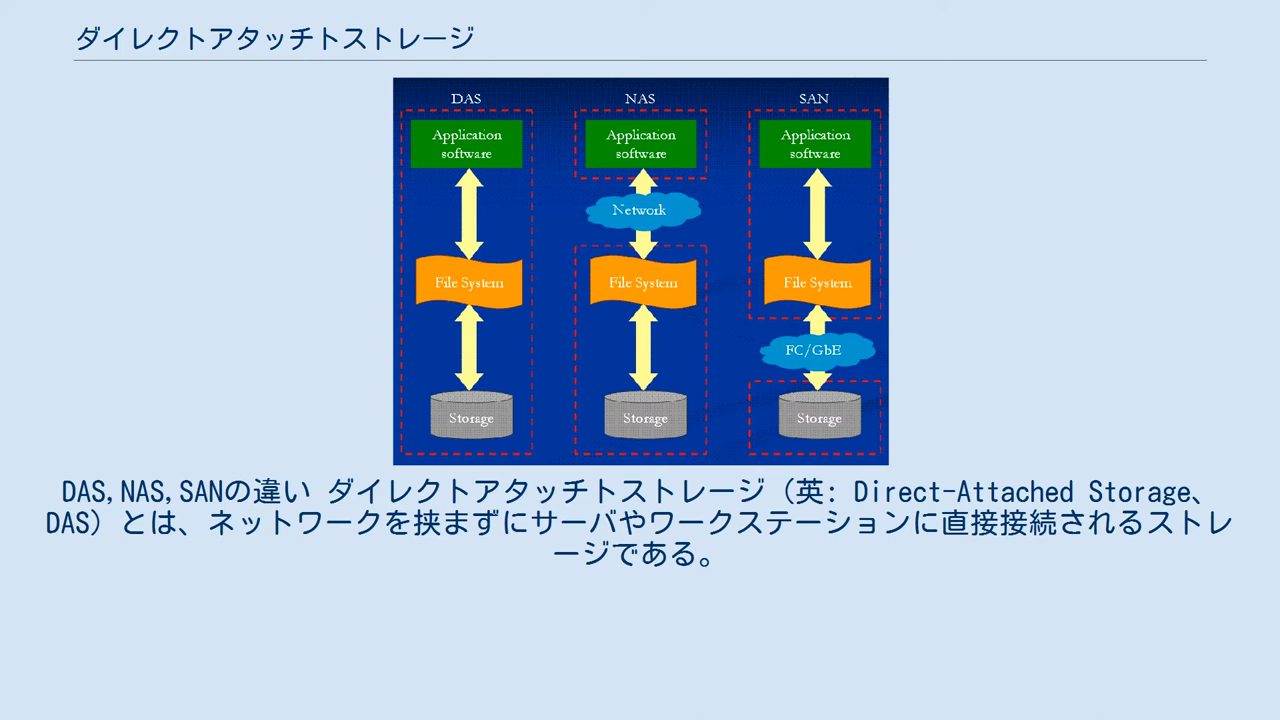 ダイレクトアタッチトストレージ
DAS NAS SAN
Application software
Application software
Application software
Network
File System
File System
File System
FC/GbE
Storage
Storage
Storage
DAS,NAS,SANの違い ダイレクトアタッチトストレージ（英: Direct-Attached Storage、
DAS）とは、ネットワークを挟まずにサーバやワークステーションに直接接続されるストレ
ージである。